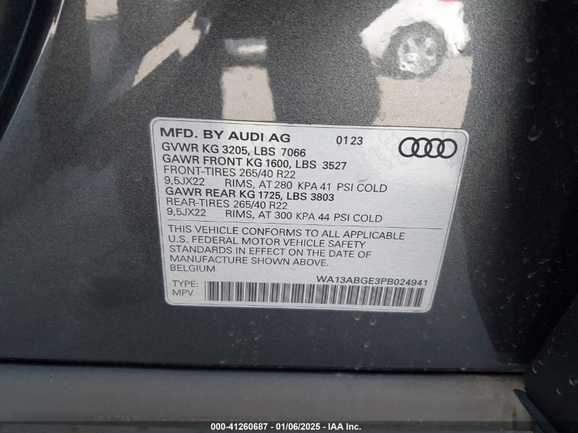 MFD. BY AUDI AG 0123
GVWR KG 3205, LBS 7066
GAWR FRONT KG 1600, LBS 3527
FRONT-TIRES 265/40 R22
9,5JX22 RIMS, AT 280 KPA 41 PSI COLD
GAWR REAR KG 1725, LBS 3803
REAR-TIRES 265/40 R22
9,5JX22 RIMS, AT 300 KPA 44 PSI COLD
THIS VEHICLE CONFORMS TO ALL APPLICABLE
U.S. FEDERAL MOTOR VEHICLE SAFETY
STANDARDS IN EFFECT ON THE DATE OF
MANUFACTURE SHOWN ABOVE.
BELGIUM
WA13ABGE3PB024941
TYPE:
MPV
000-41260687 - 01/06/2025 - IAA Inc.